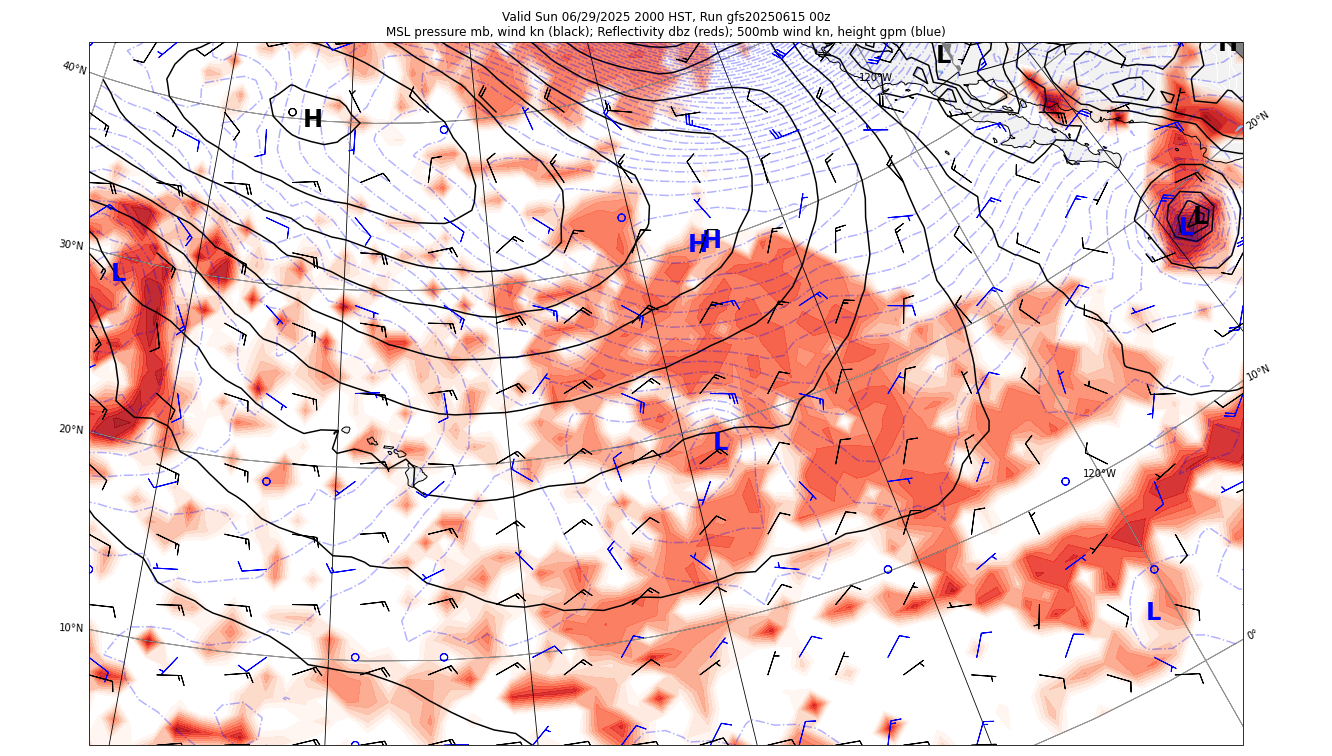 Valid Sun 06/29/2025 2000 HST, Run gfs20250615 00z
MSL pressure mb, wind kn (black); Reflectivity dbz (reds); 500mb wind kn, height gpm (blue)
H
L
40°N
120°W
H
20°N
L
L
30°N
H
H
L
10°N
20°N
L
120°W
10°N
L
0°